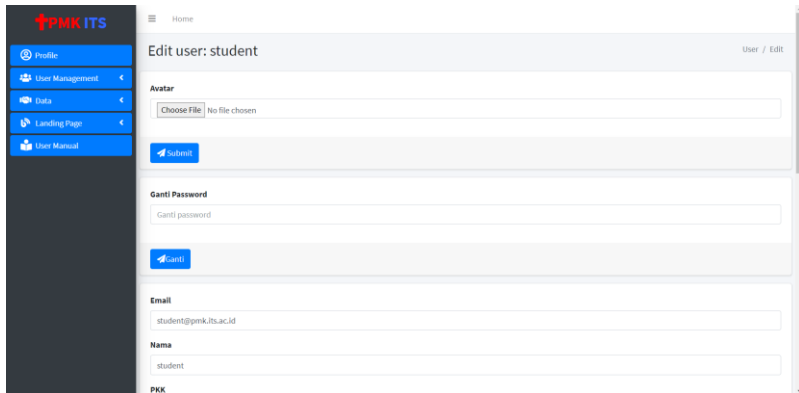 PMK ITS
Profile
User Management
Data
Landing Page
User Manual
Home
Edit user: student
User / Edit
Avatar
Choose File No file chosen
Submit
Ganti Password
Ganti password
Ganti
Email
student@pmk.its.ac.id
Nama
student
PKK